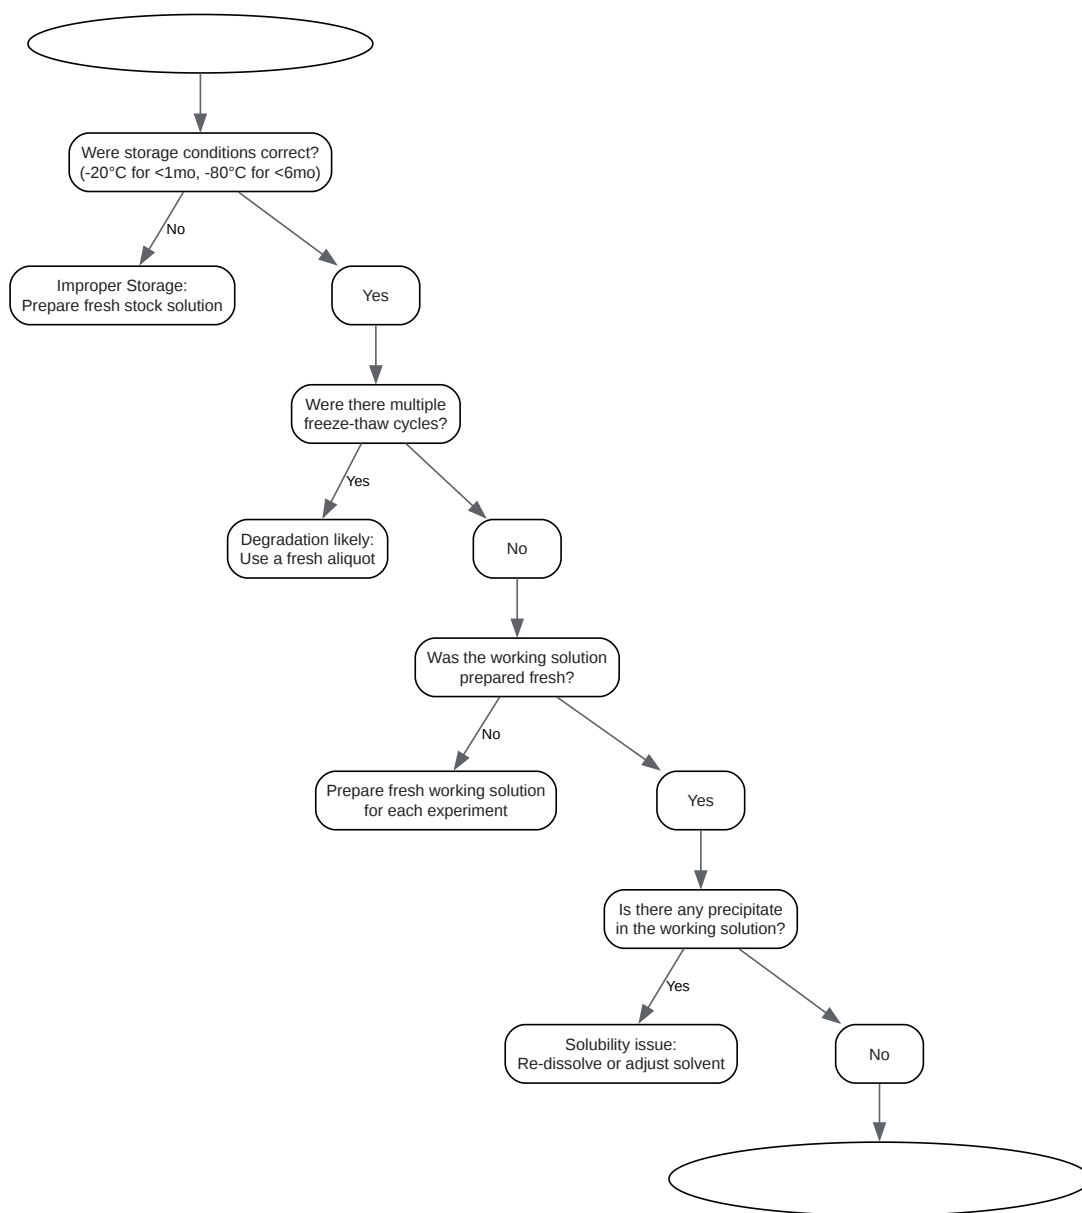 Were storage conditions correct?
(-20°C for <1mo, -80°C for <6mo)
No
Improper Storage:
Prepare fresh stock solution
Yes
Were there multiple
freeze-thaw cycles?
Yes
Degradation likely:
Use a fresh aliquot
No
Was the working solution
prepared fresh?
No
Prepare fresh working solution
for each experiment
Yes
Is there any precipitate
in the working solution?
Yes
Solubility issue:
Re-dissolve or adjust solvent
No